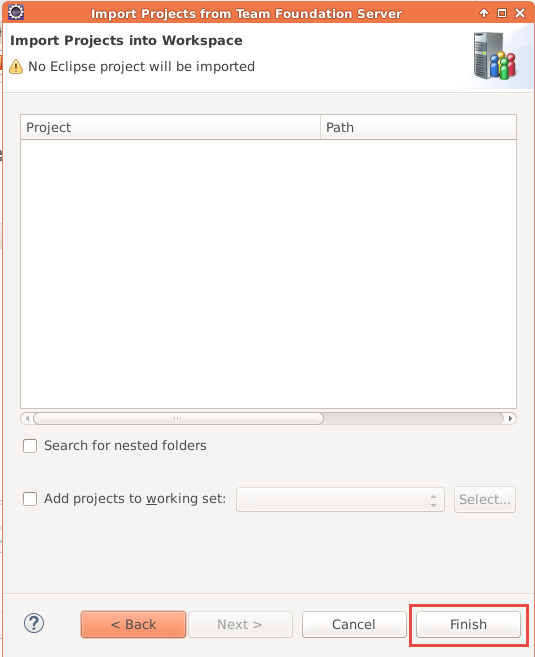 Import Projects from Team Foundation Server
Import Projects into Workspace
No Eclipse project will be imported
Project Path
Search for nested folders
Add projects to working set: Select...
? < Back Next > Cancel Finish